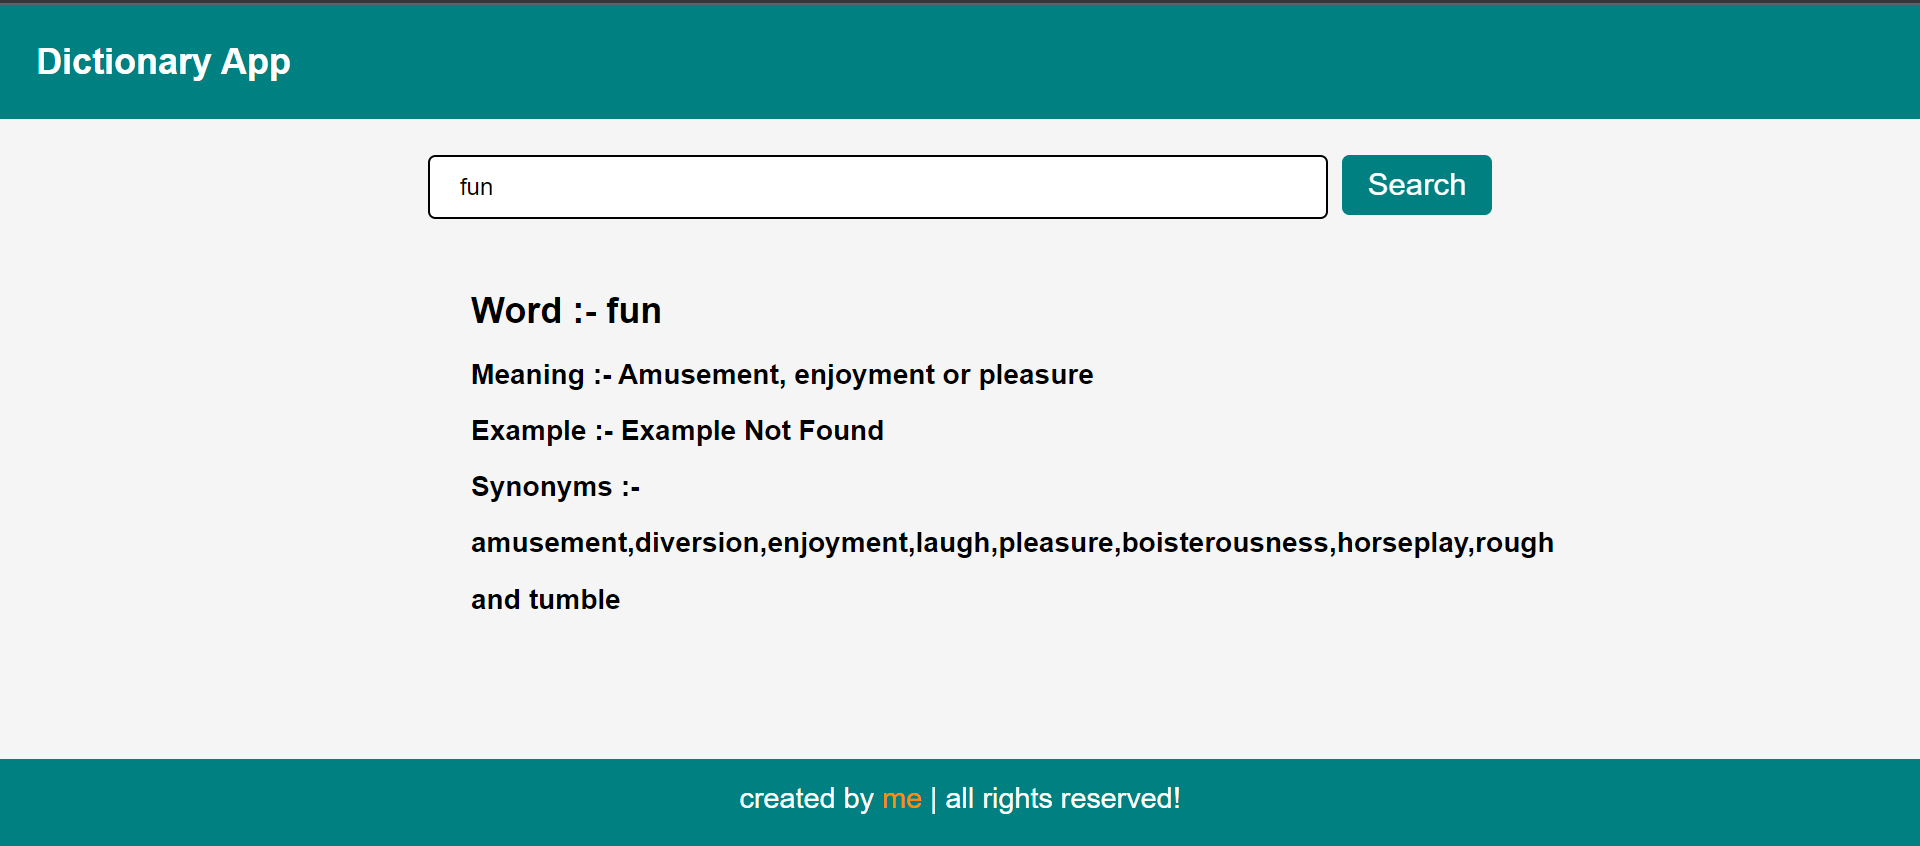 Dictionary App
fun
Search
Word :- fun
Meaning :- Amusement, enjoyment or pleasure
Example :- Example Not Found
Synonyms :-
amusement,diversion,enjoyment,laugh,pleasure,boisterousness,horseplay,rough
and tumble
created by me | all rights reserved!